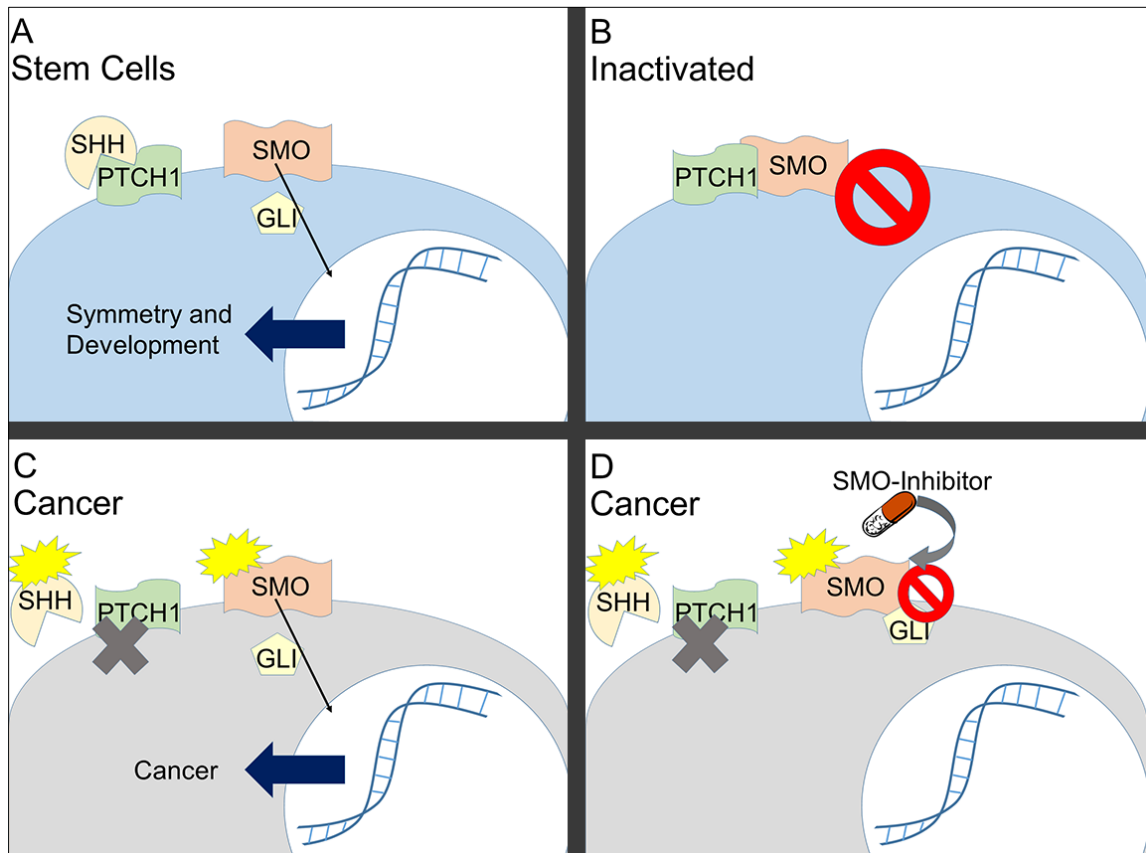 A
Stem Cells
SHH
PTCH1
SMO
GLI
Symmetry and
Development
B
Inactivated
PTCH1
SMO
C
Cancer
SHH
PTCH1
SMO
GLI
Cancer
D
Cancer
SMO-Inhibitor
SHH
PTCH1
SMO
GLI